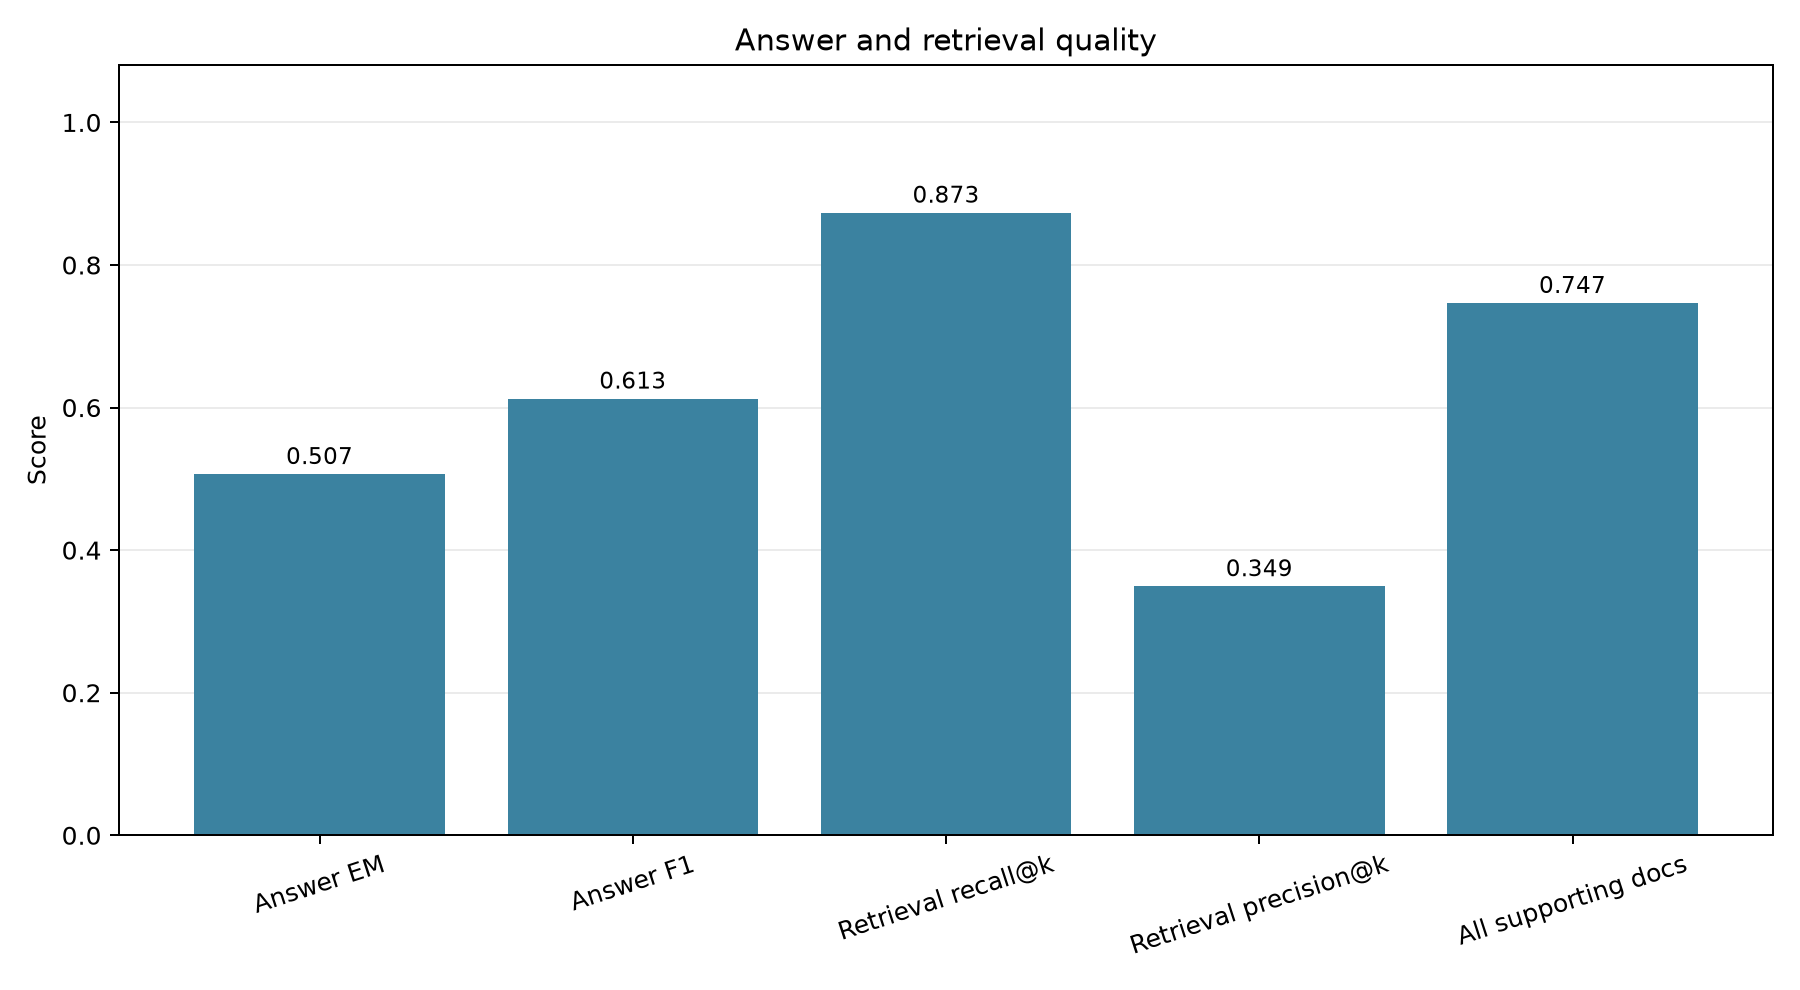 Answer and retrieval quality
Score
1.0
0.8
0.6
0.4
0.2
0.0
0.507
0.613
0.873
0.349
0.747
Answer EM
Answer F1
Retrieval recall@k
Retrieval precision@k
All supporting docs